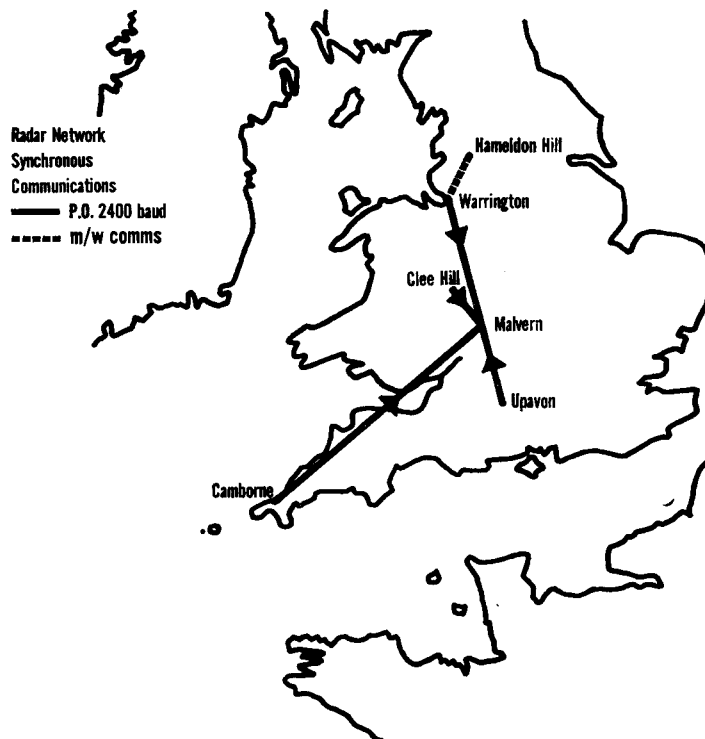 Radar Network
Synchronous
Communications
P.O. 2400 baud
m/w comms
Hameldon Hill
Warrington
Clee Hill
Malvern
Upavon
Camborne